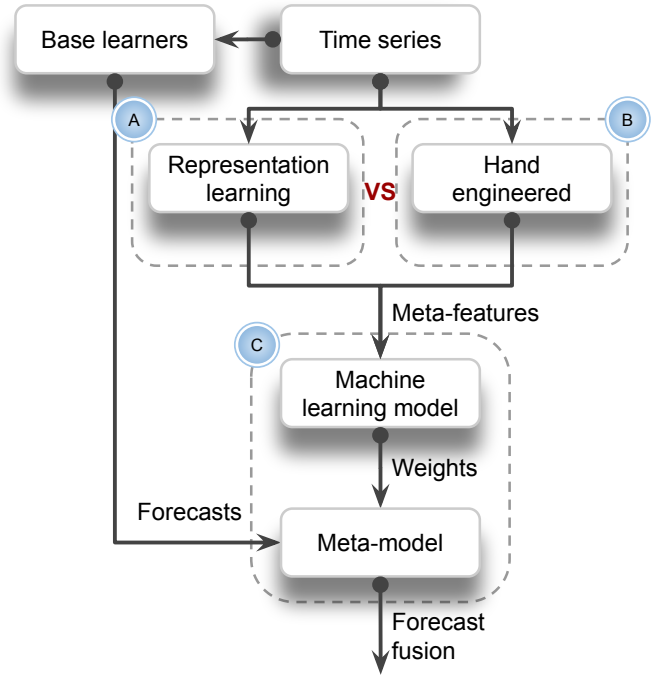 Base learners
Time series
A
B
Representation
learning
VS
Hand
engineered
Meta-features
C
Machine
learning model
Weights
Forecasts
Meta-model
Forecast
fusion